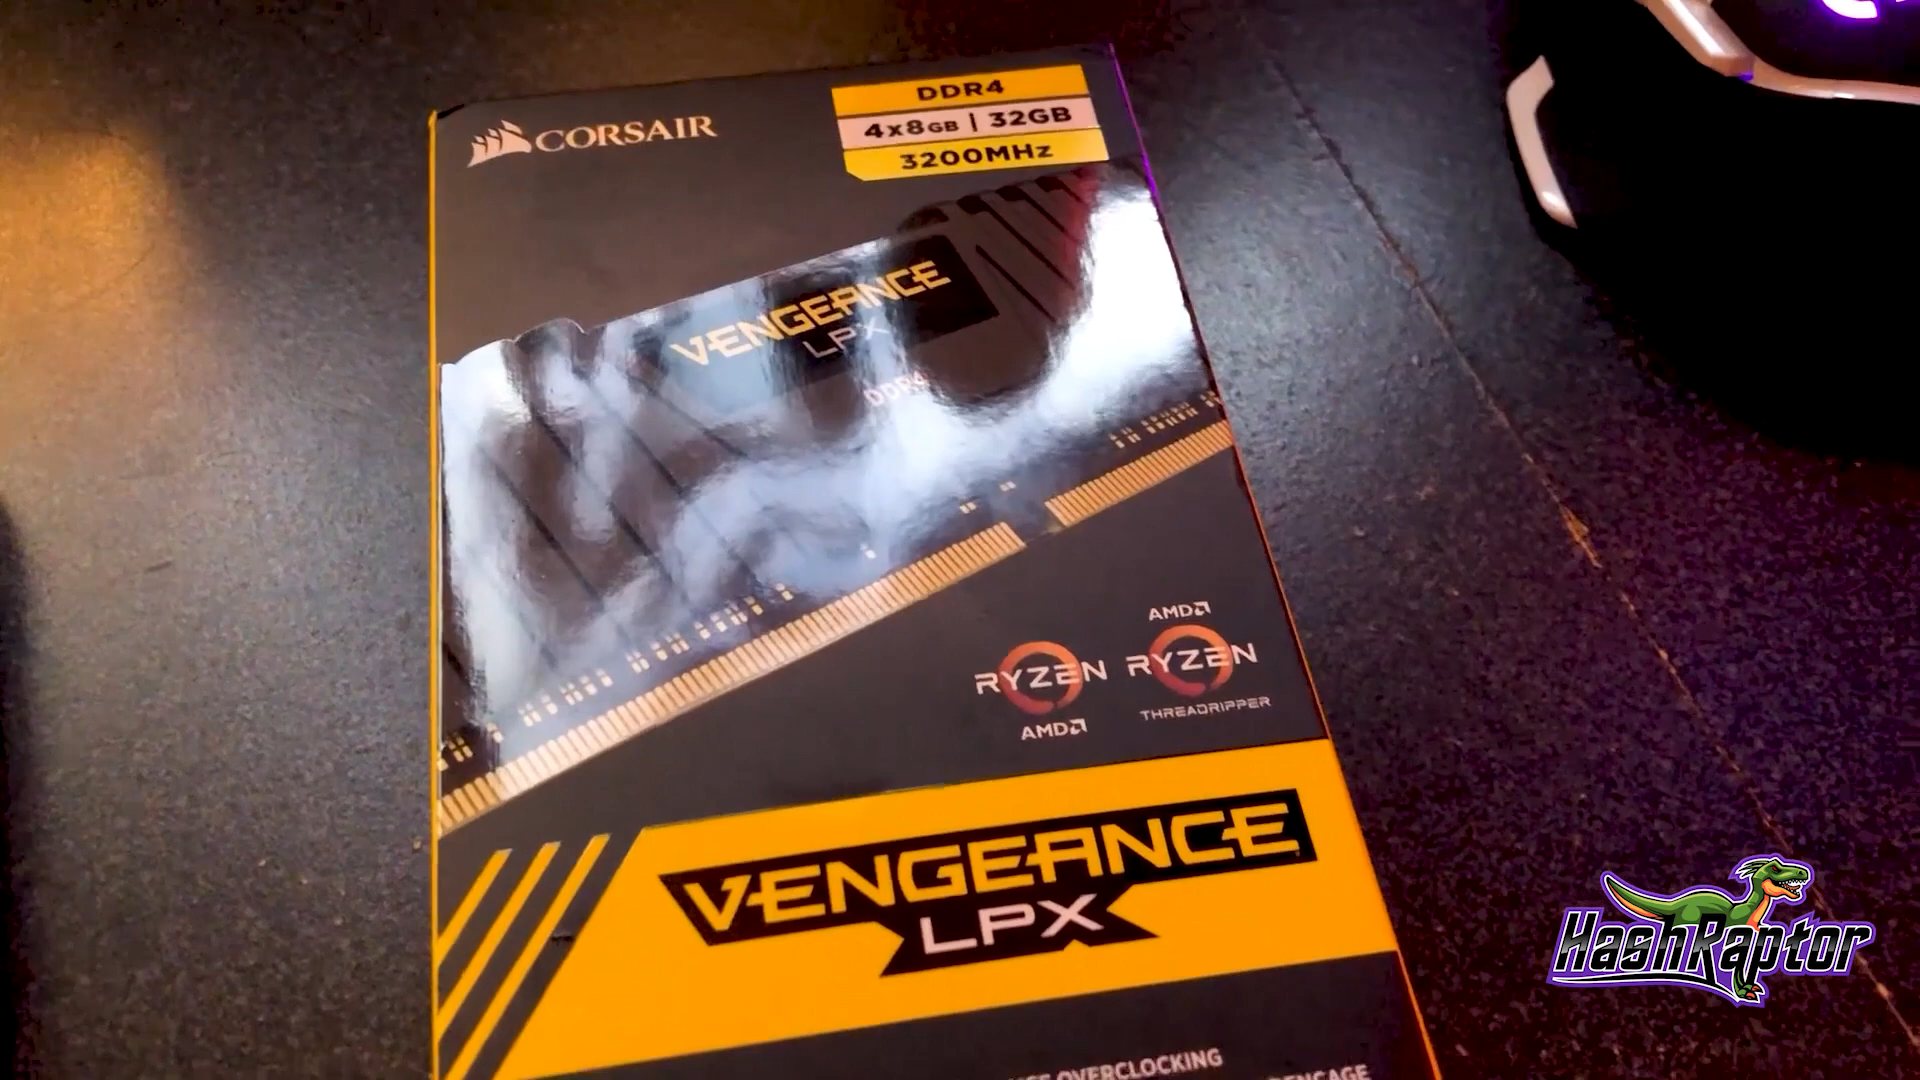 CORSAIR
DDR4
4x8GB | 32GB
3200MHz
VENGEANCE
LPX
DDR4
AMD
RYZEN
THREADRIPPER
RYZEN
AMD
VENGEANCE
LPX
OVERCLOCKING
HashRaptor